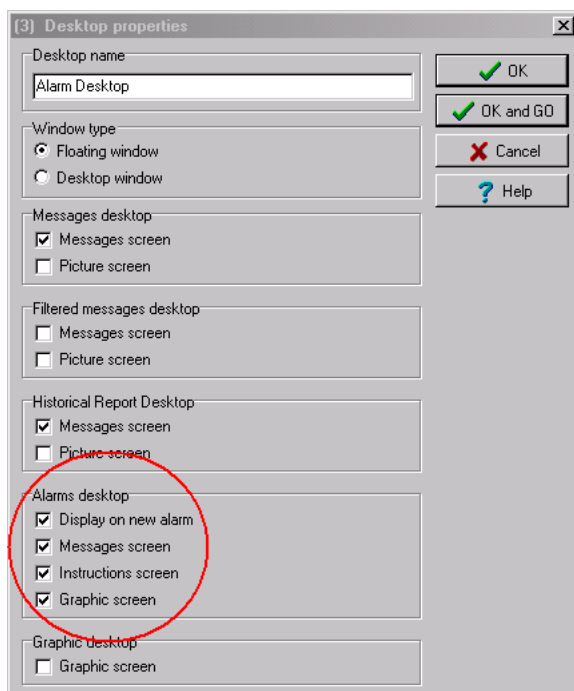 (3) Desktop properties
Desktop name
Alarm Desktop
OK
OK and GO
Cancel
Help
Window type
Floating window
Desktop window
Messages desktop
Messages screen
Picture screen
Filtered messages desktop
Messages screen
Picture screen
Historical Report Desktop
Messages screen
Picture screen
Alarms desktop
Display on new alarm
Messages screen
Instructions screen
Graphic screen
Graphic desktop
Graphic screen